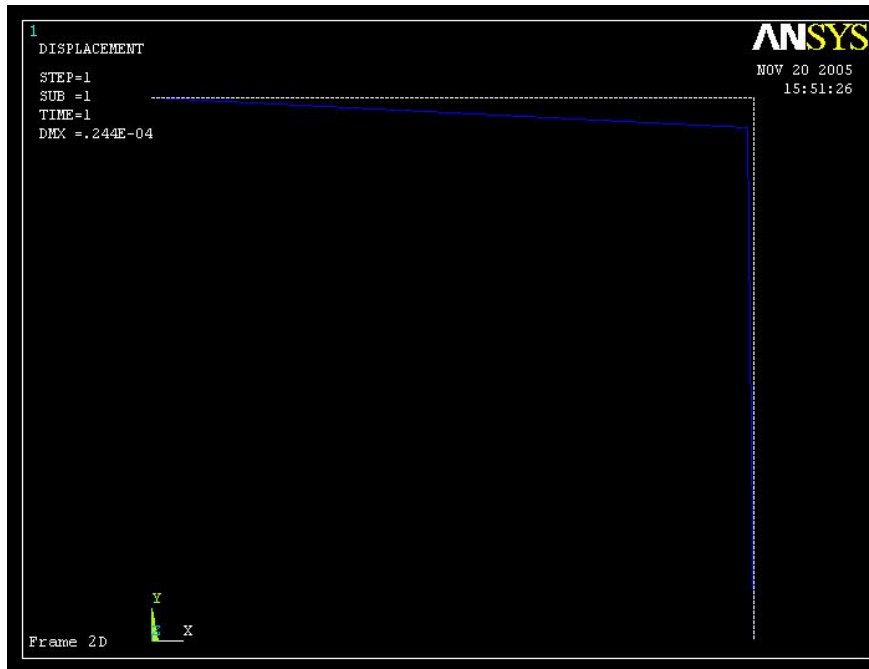 1
DISPLACEMENT
STEP=1
SUB =1
TIME=1
DMX =.244E-04
ANSYS
NOV 20 2005
15:51:26
Y
Z
X
Frame 2D